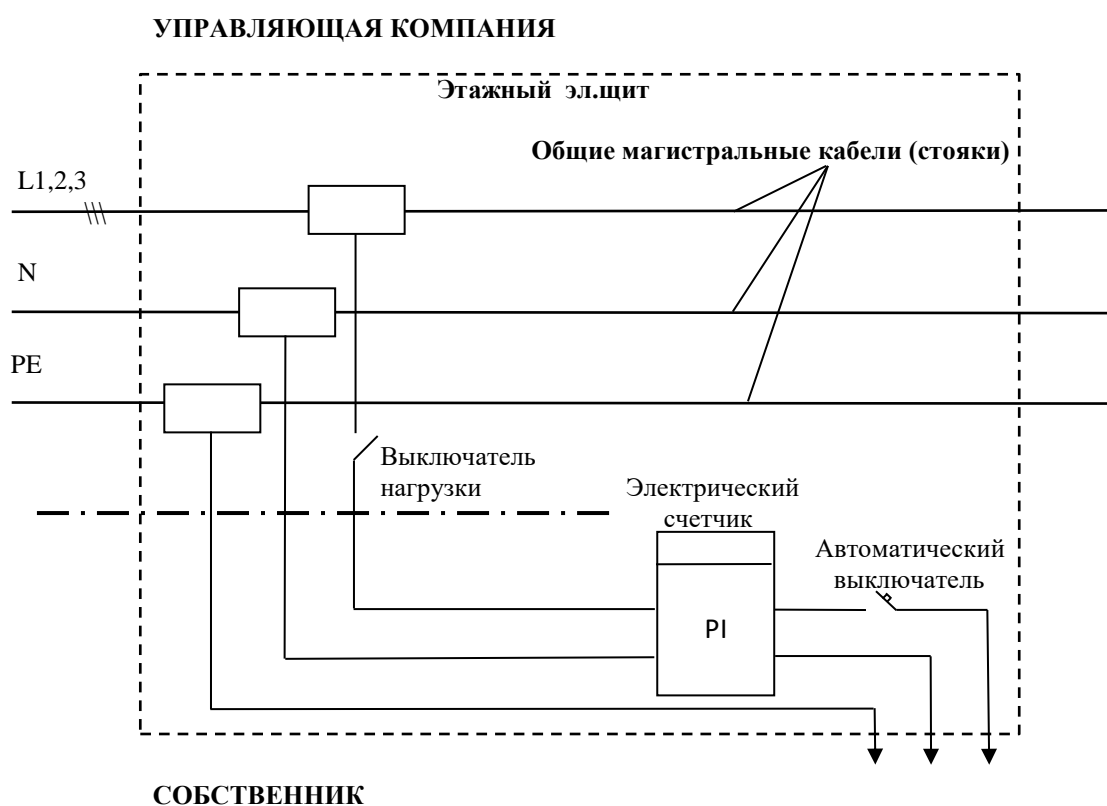 УПРАВЛЯЮЩАЯ КОМПАНИЯ
Этажный эл.щит
Общие магистральные кабели (стояки)
L1,2,3
N
PE
Выключатель
нагрузки
Электрический
счетчик
Автоматический
выключатель
PI
СОБСТВЕННИК